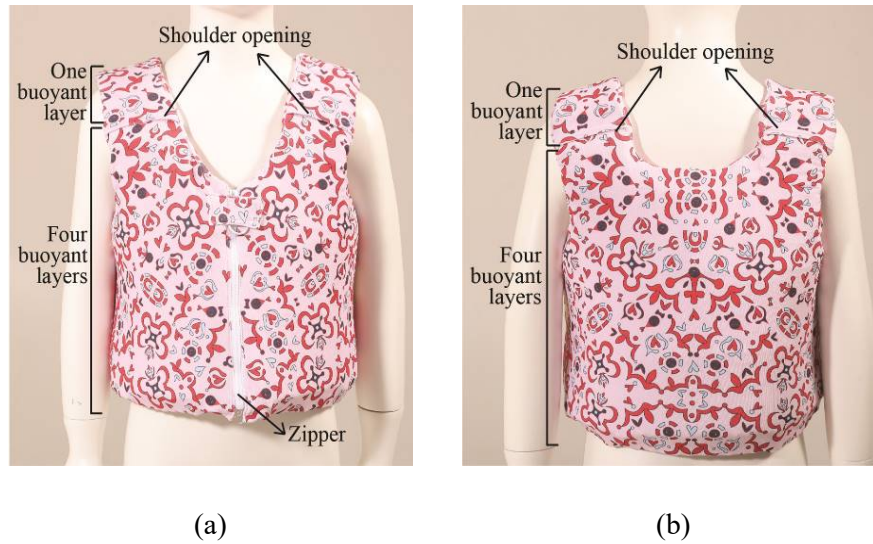 Shoulder opening
One
buoyant
layer
Four
buoyant
layers
Zipper
(a)
Shoulder opening
One
buoyant
layer
Four
buoyant
layers
(b)